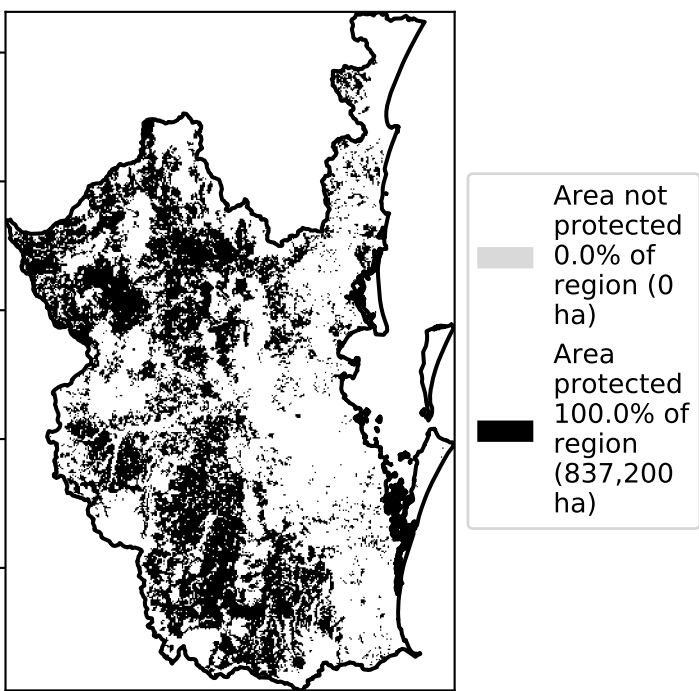 Area not
protected
0.0% of
region (0
ha)
Area
protected
100.0% of
region
(837,200
ha)